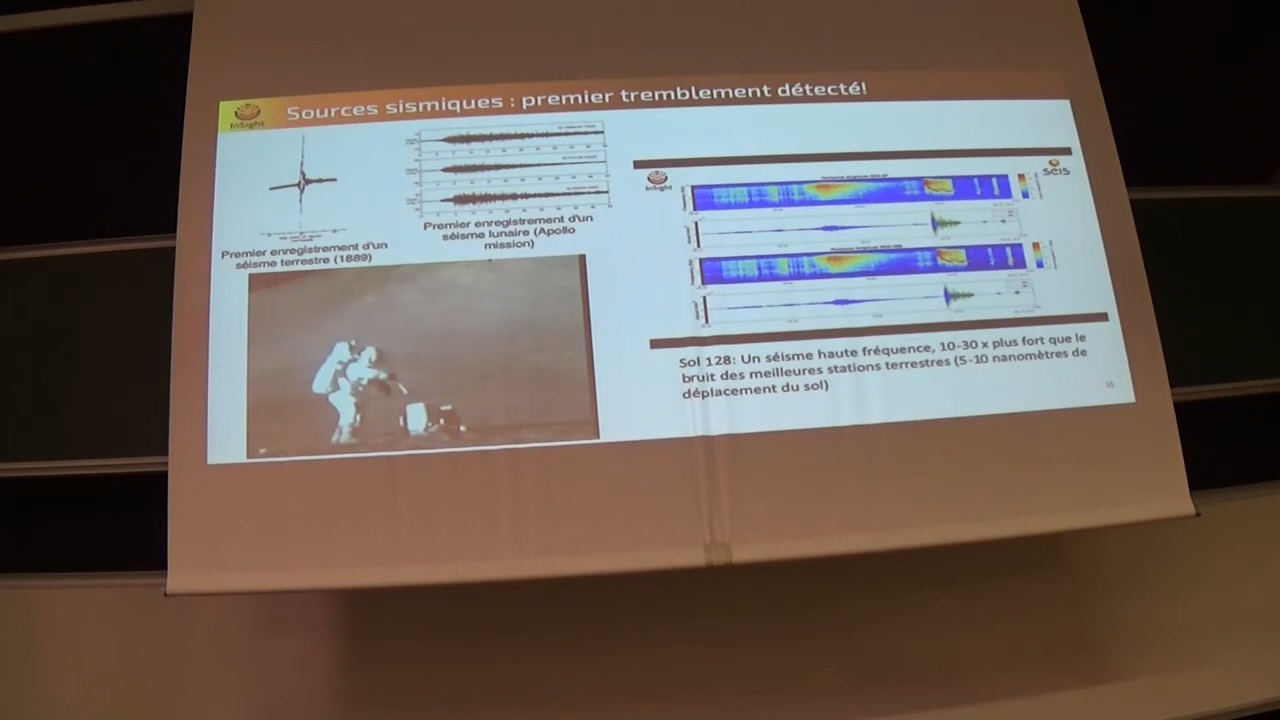 InSight
Sources sismiques : premier tremblement détecté!
Premier enregistrement d'un
séisme terrestre (1889)
Premier enregistrement d'un
séisme lunaire (Apollo
mission)
InSight
SEIS
Sol 128: Un séisme haute fréquence, 10-30 x plus fort que le
bruit des meilleures stations terrestres (5-10 nanomètres de
déplacement du sol)